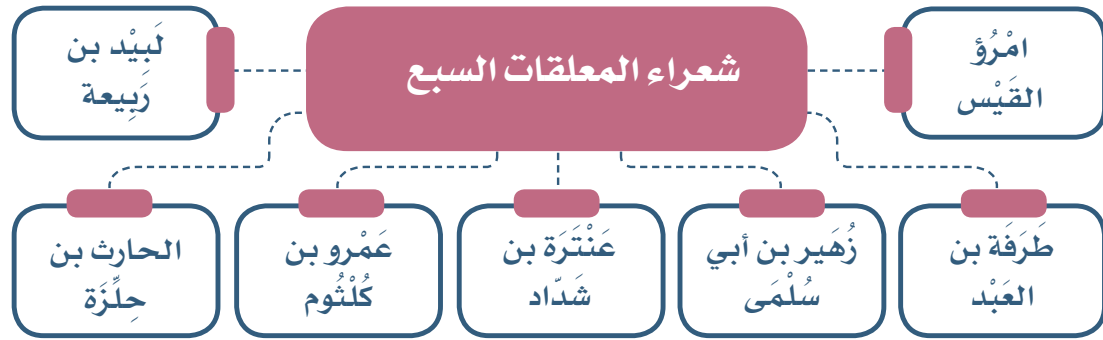 شعراء المعلقات السبع
امْرُؤ
القَيْس
طَرَفَة بن
العَبْد
زُهَير بن أبي
سُلْمَى
عَنْتَرَة بن
شَدّاد
عَمْرو بن
كُلْثُوم
الحارث بن
حِلِّزَة
لَبِيْد بن
رَبِيعة